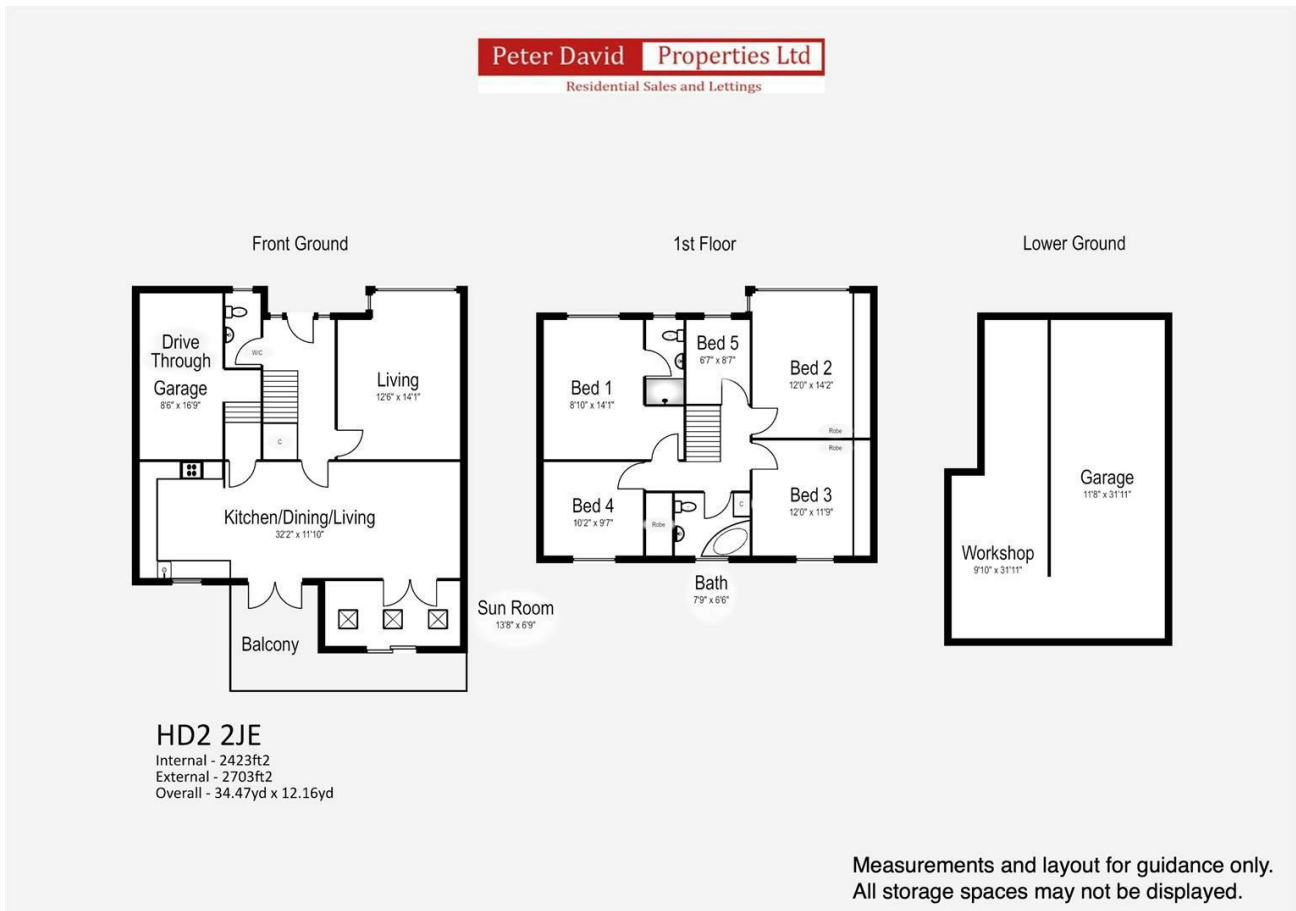 Peter David Properties Ltd
Residential Sales and Lettings
Front Ground
Drive
Through
Garage
8'6" x 16'9"
W/C
C
Living
12'6" x 14'1"
Kitchen/Dining/Living
32'2" x 11'10"
Balcony
Sun Room
13'8" x 6'9"
1st Floor
Bed 1
8'10" x 14'1"
Bed 5
6'7" x 8'7"
Bed 2
12'0" x 14'2"
Robe
Robe
Bed 4
10'2" x 9'7"
Robe
C
Bed 3
12'0" x 11'9"
Bath
7'9" x 6'6"
Lower Ground
Garage
11'8" x 31'11"
Workshop
9'10" x 31'11"
HD2 2JE
Internal - 2423ft2
External - 2703ft2
Overall - 34.47yd x 12.16yd
Measurements and layout for guidance only.
All storage spaces may not be displayed.